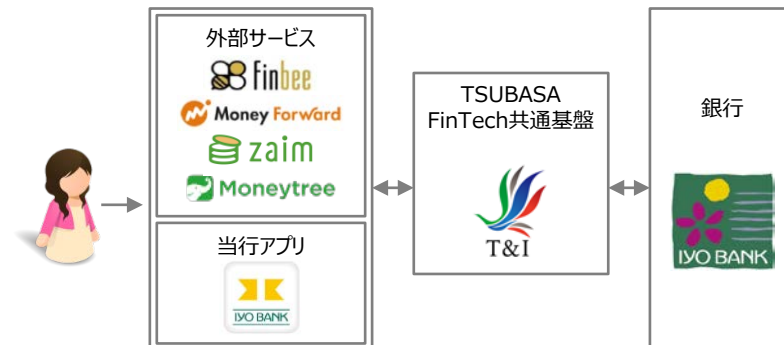 外部サービス
finbee
Money Forward
zaim
Moneytree
当行アプリ
IYO BANK
TSUBASA
FinTech共通基盤
T&I
銀行
IYO BANK